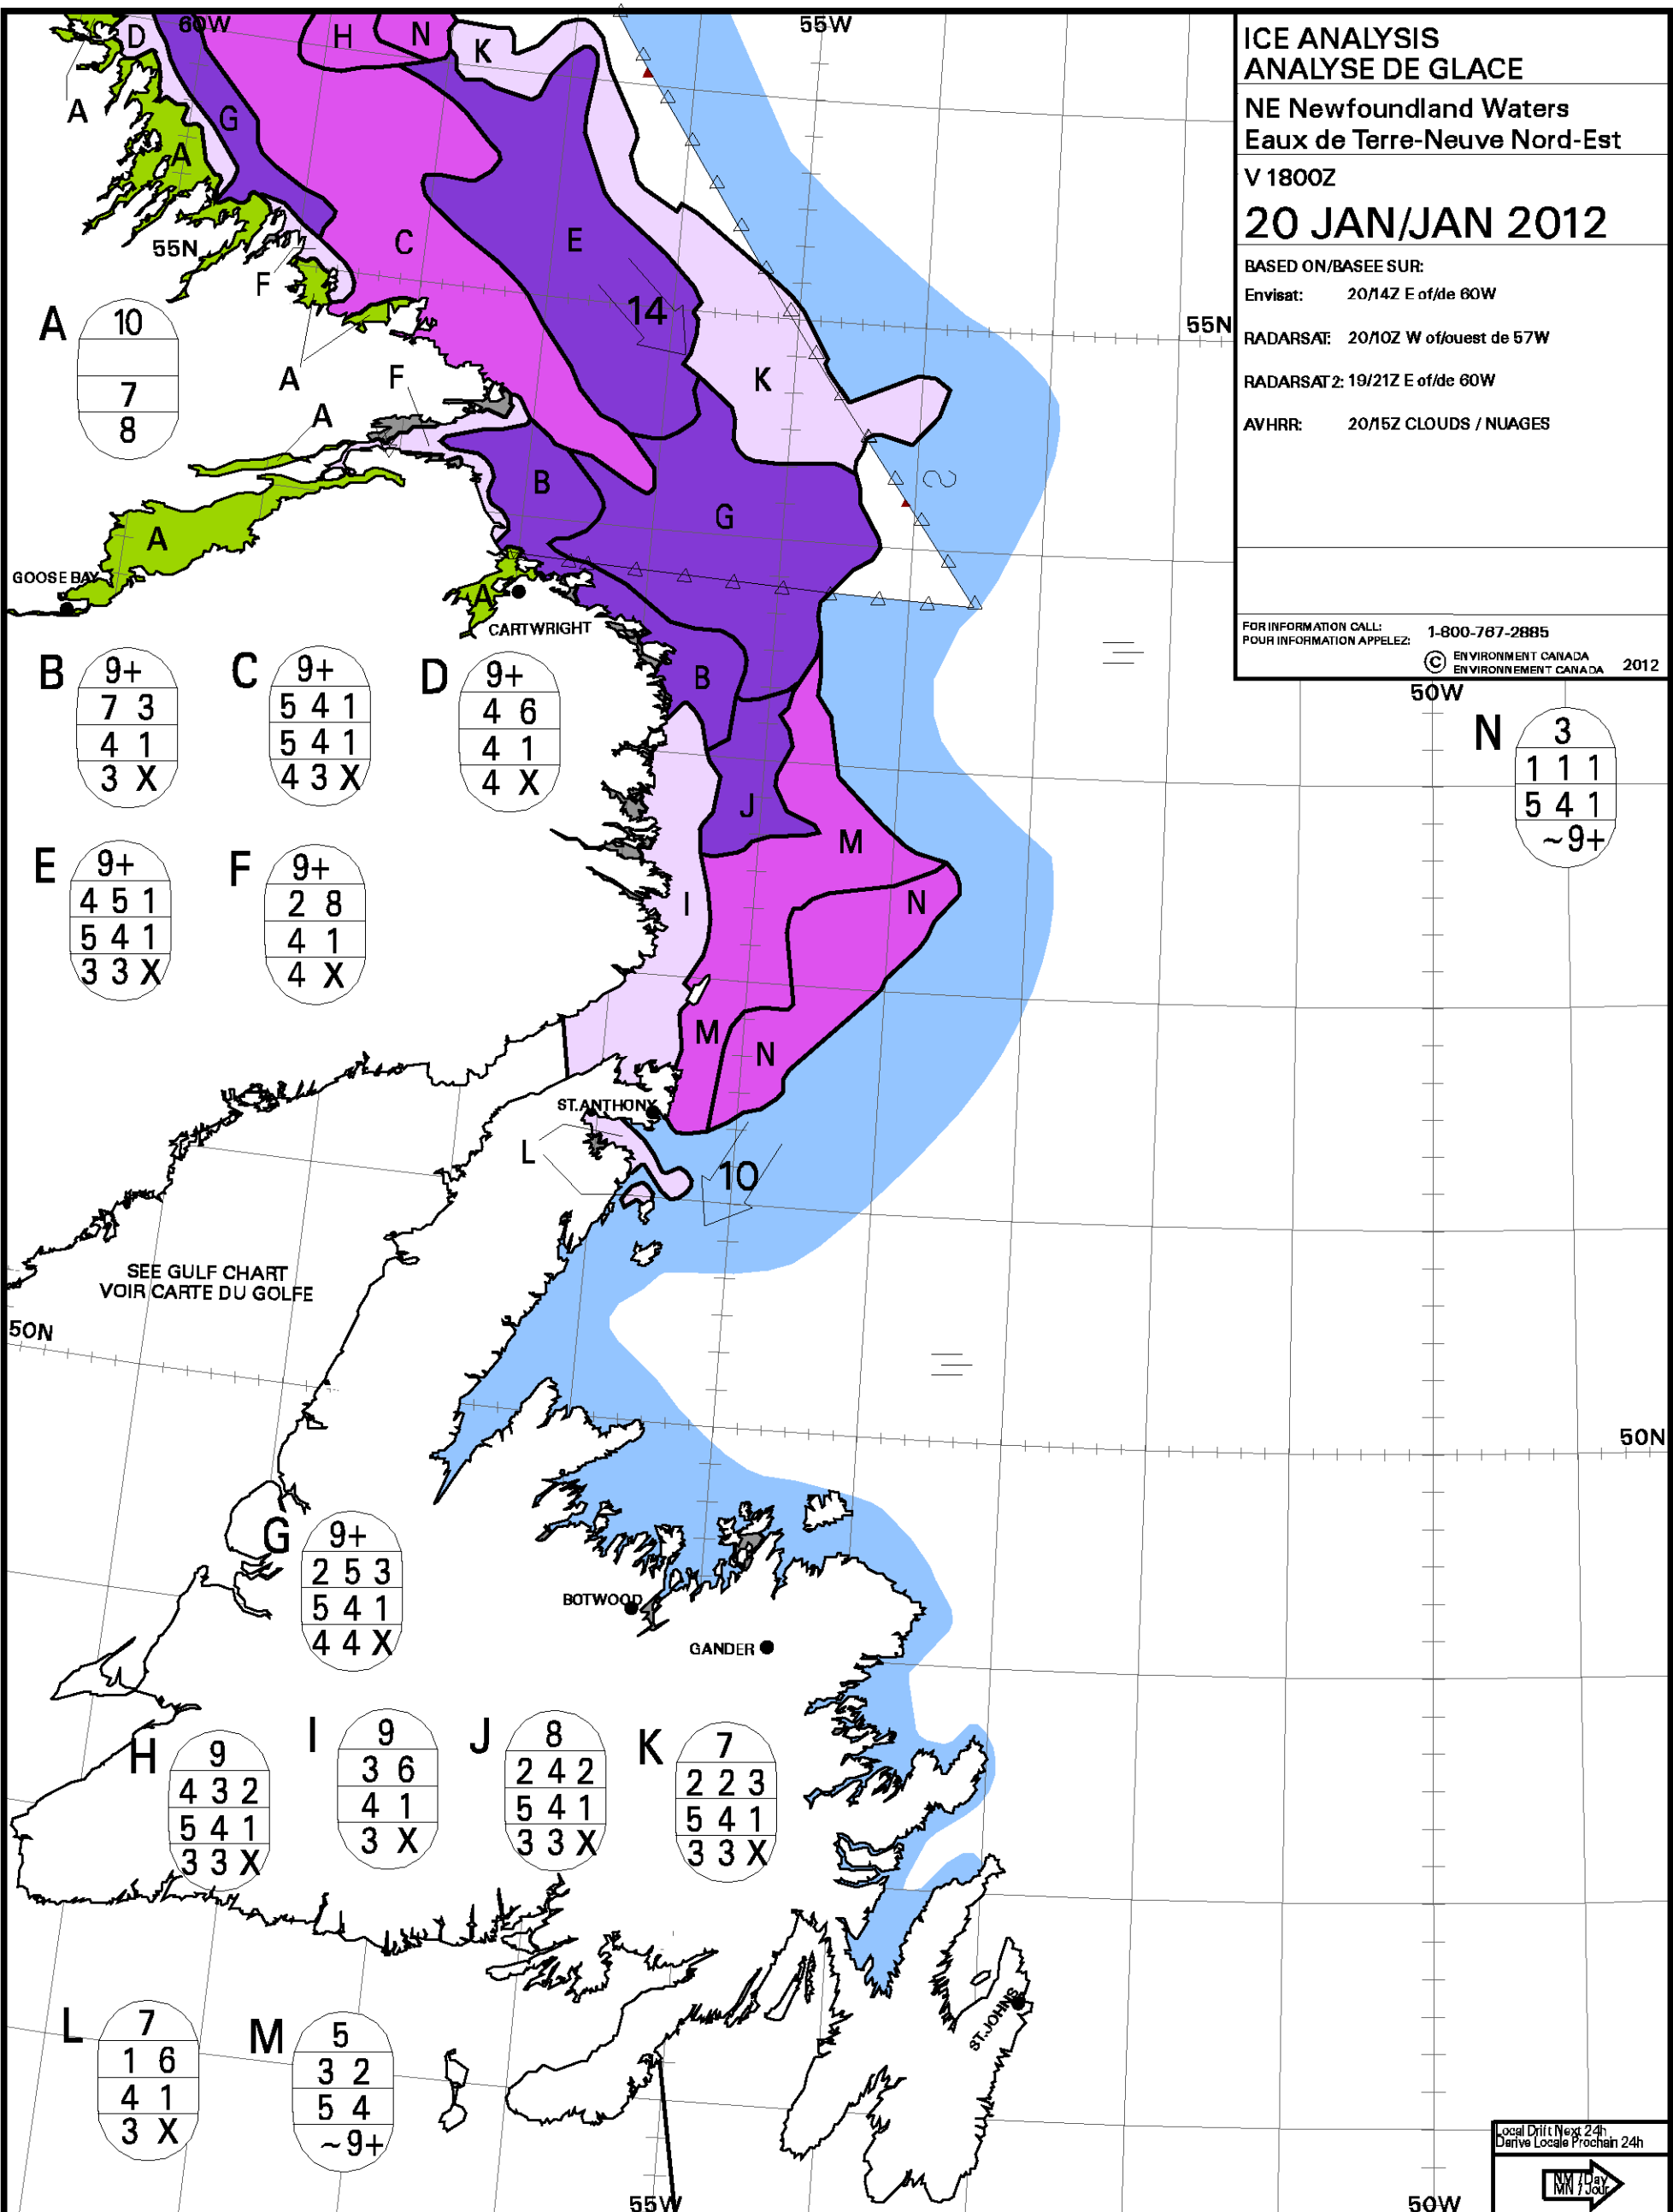 60W
55W
D
H
N
K
A
G
A
55N
C
E
F
14
A
10
7
8
A
F
A
K
55N
B
G
A
GOOSE BAY
A
CARTWRIGHT
2
ICE ANALYSIS
ANALYSE DE GLACE
NE Newfoundland Waters
Eaux de Terre-Neuve Nord-Est
V 1800Z
20 JAN/JAN 2012
BASED ON/BASEE SUR:
Envisat: 20/14Z E of/de 60W
RADARSAT: 20/10Z W of/ouest de 57W
RADARSAT2: 19/21Z E of/de 60W
AVHRR: 20/15Z CLOUDS / NUAGES
FOR INFORMATION CALL:
POUR INFORMATION APPELEZ: 1-800-767-2885
© ENVIRONMENT CANADA
ENVIRONNEMENT CANADA 2012
50W
B
9+
7 3
4 1
3 X
C
9+
5 4 1
5 4 1
4 3 X
D
9+
4 6
4 1
4 X
B
N
3
1 1 1
5 4 1
~9+
E
9+
4 5 1
5 4 1
3 3 X
F
9+
2 8
4 1
4 X
J
M
I
N
M
N
ST.ANTHONY
L
10
SEE GULF CHART
VOIR CARTE DU GOLFE
50N
50N
G
9+
2 5 3
5 4 1
4 4 X
BOTWOOD
GANDER
H
9
4 3 2
5 4 1
3 3 X
I
9
3 6
4 1
3 X
J
8
2 4 2
5 4 1
3 3 X
K
7
2 2 3
5 4 1
3 3 X
L
7
1 6
4 1
3 X
M
5
3 2
5 4
~9+
ST.JOHNS
Local Drift Next 24h
Derive Locale Prochain 24h
NM / Day
MN / Jour
55W
50W